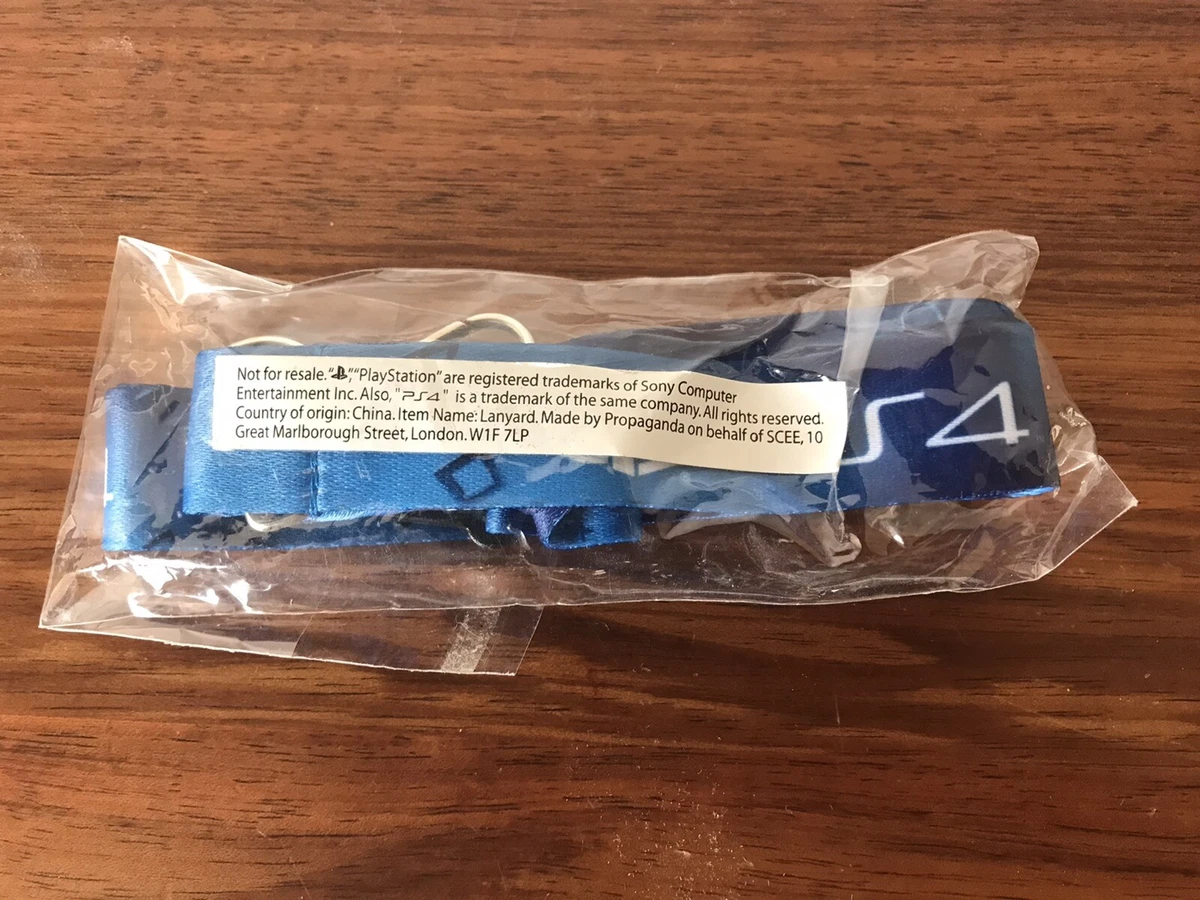 Not for resale. "","PlayStation" are registered trademarks of Sony Computer
Entertainment Inc. Also, "PS4" is a trademark of the same company. All rights reserved.
Country of origin: China. Item Name: Lanyard. Made by Propaganda on behalf of SCEE, 10
Great Marlborough Street, London. W1F 7LP
PS4